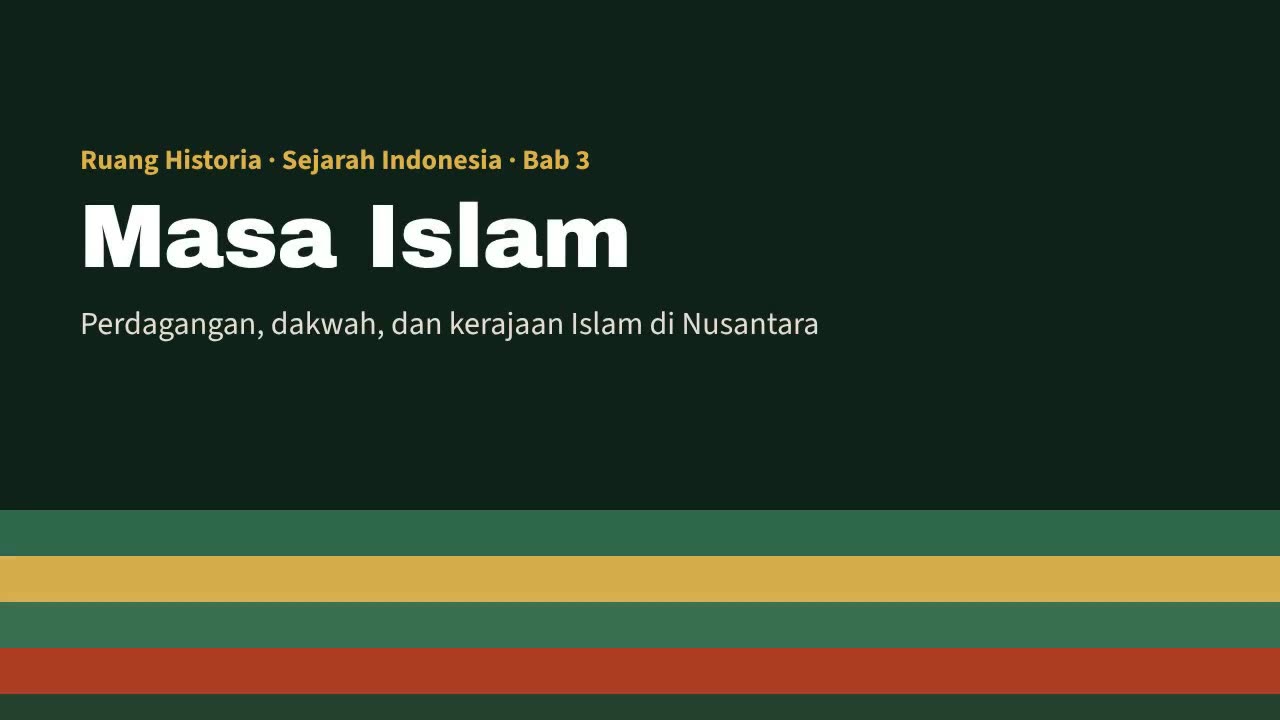 Ruang Historia · Sejarah Indonesia · Bab 3
Masa Islam
Perdagangan, dakwah, dan kerajaan Islam di Nusantara